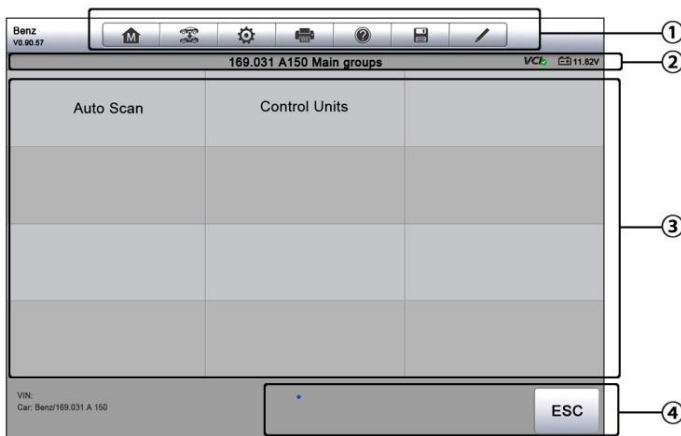 Benz
V0.90.57
M
?
①
169.031 A150 Main groups
VCI
11.82V
②
Auto Scan
Control Units
③
VIN:
Car: Benz/169.031 A 150
ESC
④